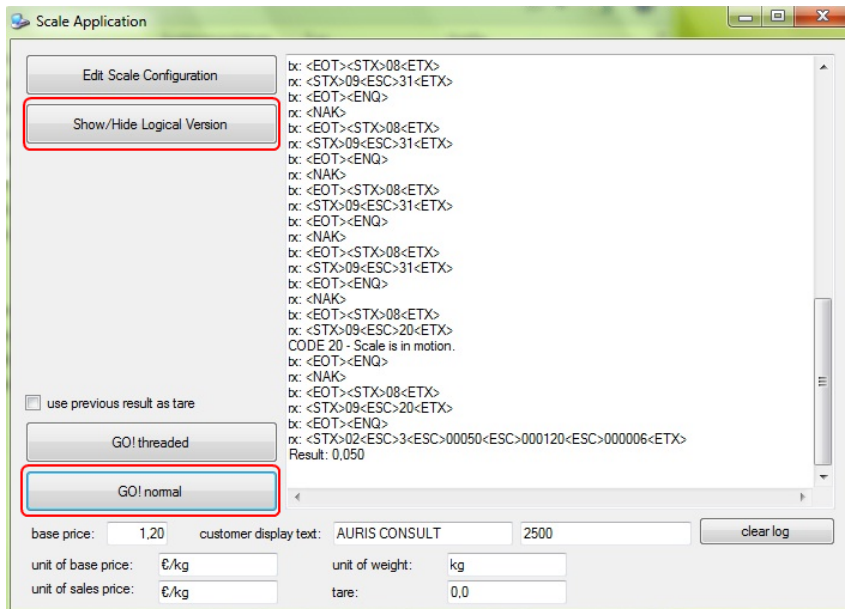 Scale Application
Edit Scale Configuration
Show/Hide Logical Version
tx: <EOT><STX>08<ETX>
rx: <STX>09<ESC>31<ETX>
tx: <EOT><ENQ>
rx: <NAK>
tx: <EOT><STX>08<ETX>
rx: <STX>09<ESC>31<ETX>
tx: <EOT><ENQ>
rx: <NAK>
tx: <EOT><STX>08<ETX>
rx: <STX>09<ESC>31<ETX>
tx: <EOT><ENQ>
rx: <NAK>
tx: <EOT><STX>08<ETX>
rx: <STX>09<ESC>31<ETX>
tx: <EOT><ENQ>
rx: <NAK>
tx: <EOT><STX>08<ETX>
rx: <STX>09<ESC>20<ETX>
CODE 20 - Scale is in motion.
tx: <EOT><ENQ>
rx: <NAK>
tx: <EOT><STX>08<ETX>
rx: <STX>09<ESC>20<ETX>
tx: <EOT><ENQ>
rx: <STX>02<ESC>3<ESC>00050<ESC>000120<ESC>000006<ETX>
Result: 0,050
use previous result as tare
GO! threaded
GO! normal
base price: 1,20 customer display text: AURIS CONSULT 2500 clear log
unit of base price: €/kg unit of weight: kg
unit of sales price: €/kg tare: 0,0